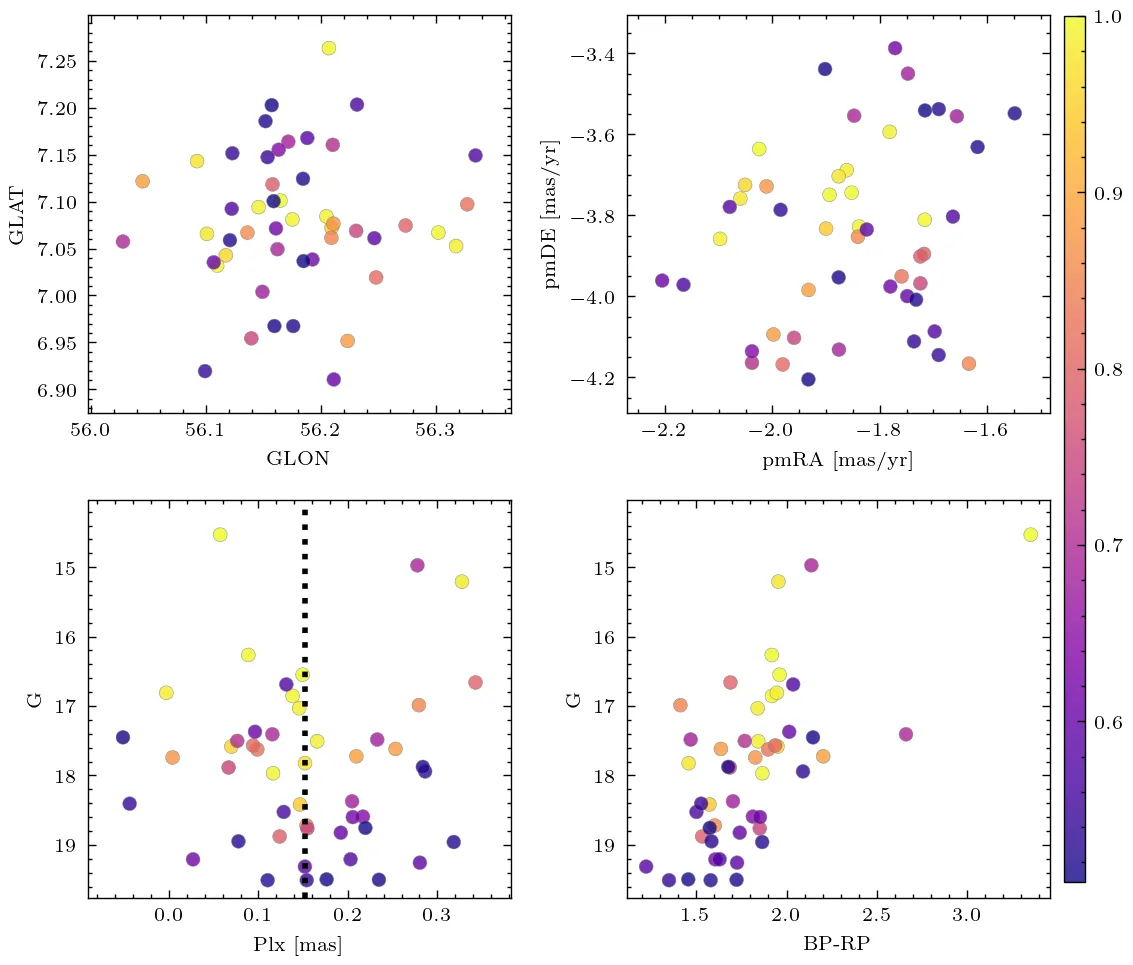 7.25
7.20
7.15
7.10
7.05
7.00
6.95
6.90
GLAT
56.0 56.1 56.2 56.3
GLON
−3.4
−3.6
−3.8
−4.0
−4.2
pmDE [mas/yr]
−2.2 −2.0 −1.8 −1.6
pmRA [mas/yr]
15
16
17
18
19
G
0.0 0.1 0.2 0.3
Plx [mas]
15
16
17
18
19
G
1.5 2.0 2.5 3.0
BP-RP
1.0
0.9
0.8
0.7
0.6